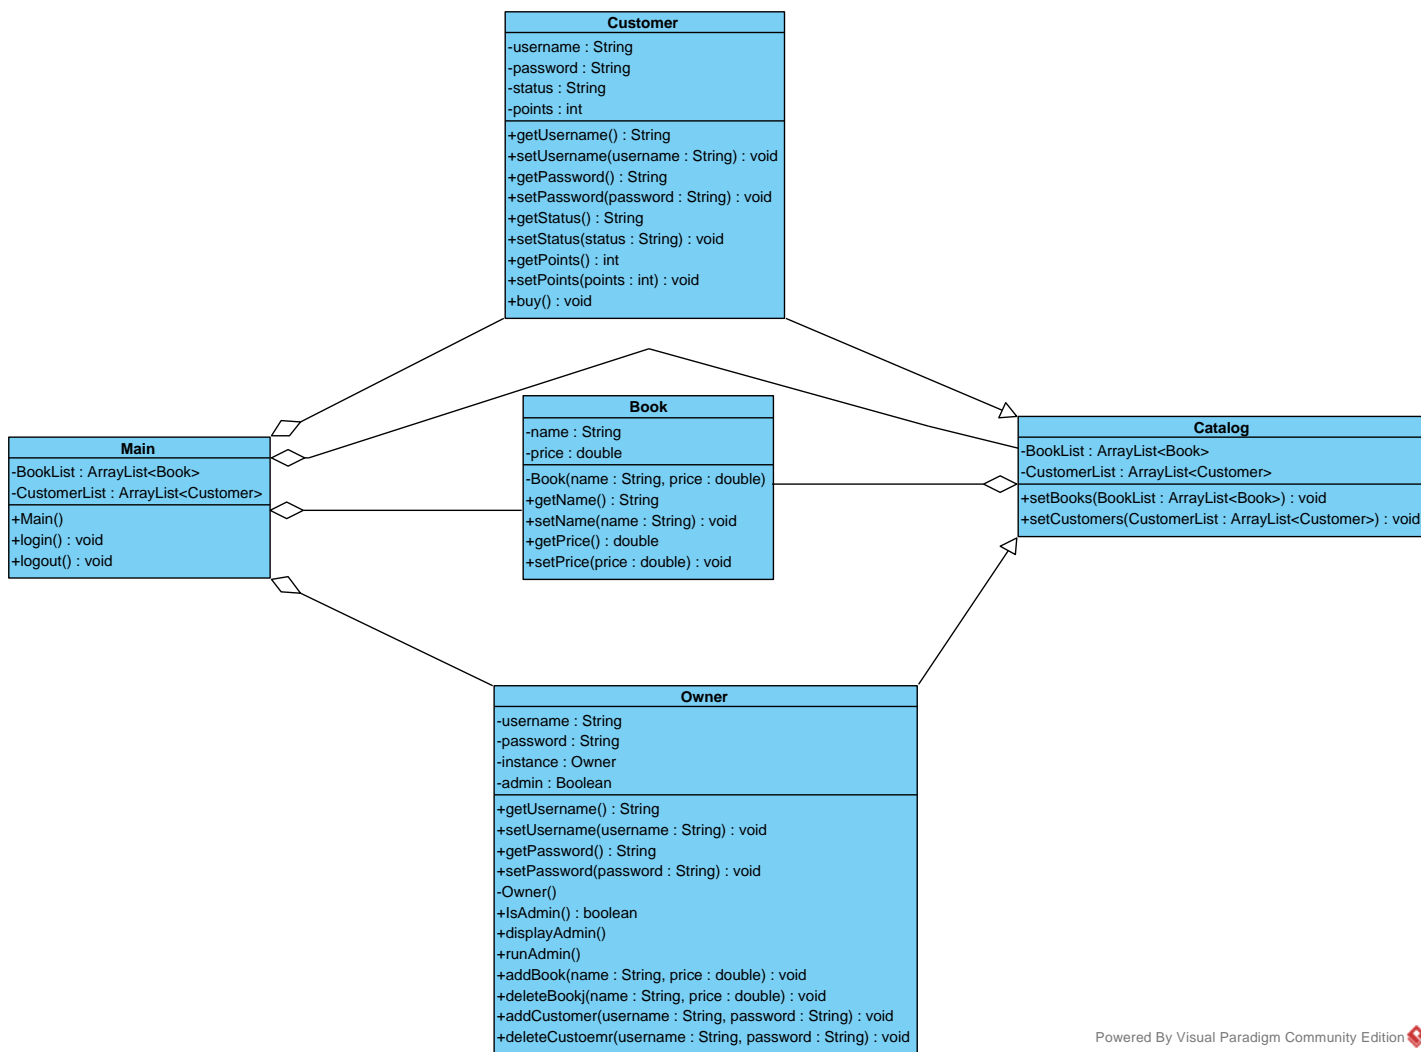 Customer
-username : String
-password : String
-status : String
-points : int
+getUsername() : String
+setUsername(username : String) : void
+getPassword() : String
+setPassword(password : String) : void
+getStatus() : String
+setStatus(status : String) : void
+getPoints() : int
+setPoints(points : int) : void
+buy() : void
Main
-BookList : ArrayList<Book>
-CustomerList : ArrayList<Customer>
+Main()
+login() : void
+logout() : void
Book
-name : String
-price : double
-Book(name : String, price : double)
+getName() : String
+setName(name : String) : void
+getPrice() : double
+setPrice(price : double) : void
Catalog
-BookList : ArrayList<Book>
-CustomerList : ArrayList<Customer>
+setBooks(BookList : ArrayList<Book>) : void
+setCustomers(CustomerList : ArrayList<Customer>) : void
Owner
-username : String
-password : String
-instance : Owner
-admin : Boolean
+getUsername() : String
+setUsername(username : String) : void
+getPassword() : String
+setPassword(password : String) : void
-Owner()
+IsAdmin() : boolean
+displayAdmin()
+runAdmin()
+addBook(name : String, price : double) : void
+deleteBookj(name : String, price : double) : void
+addCustomer(username : String, password : String) : void
+deleteCustoemr(username : String, password : String) : void
Powered By Visual Paradigm Community Edition